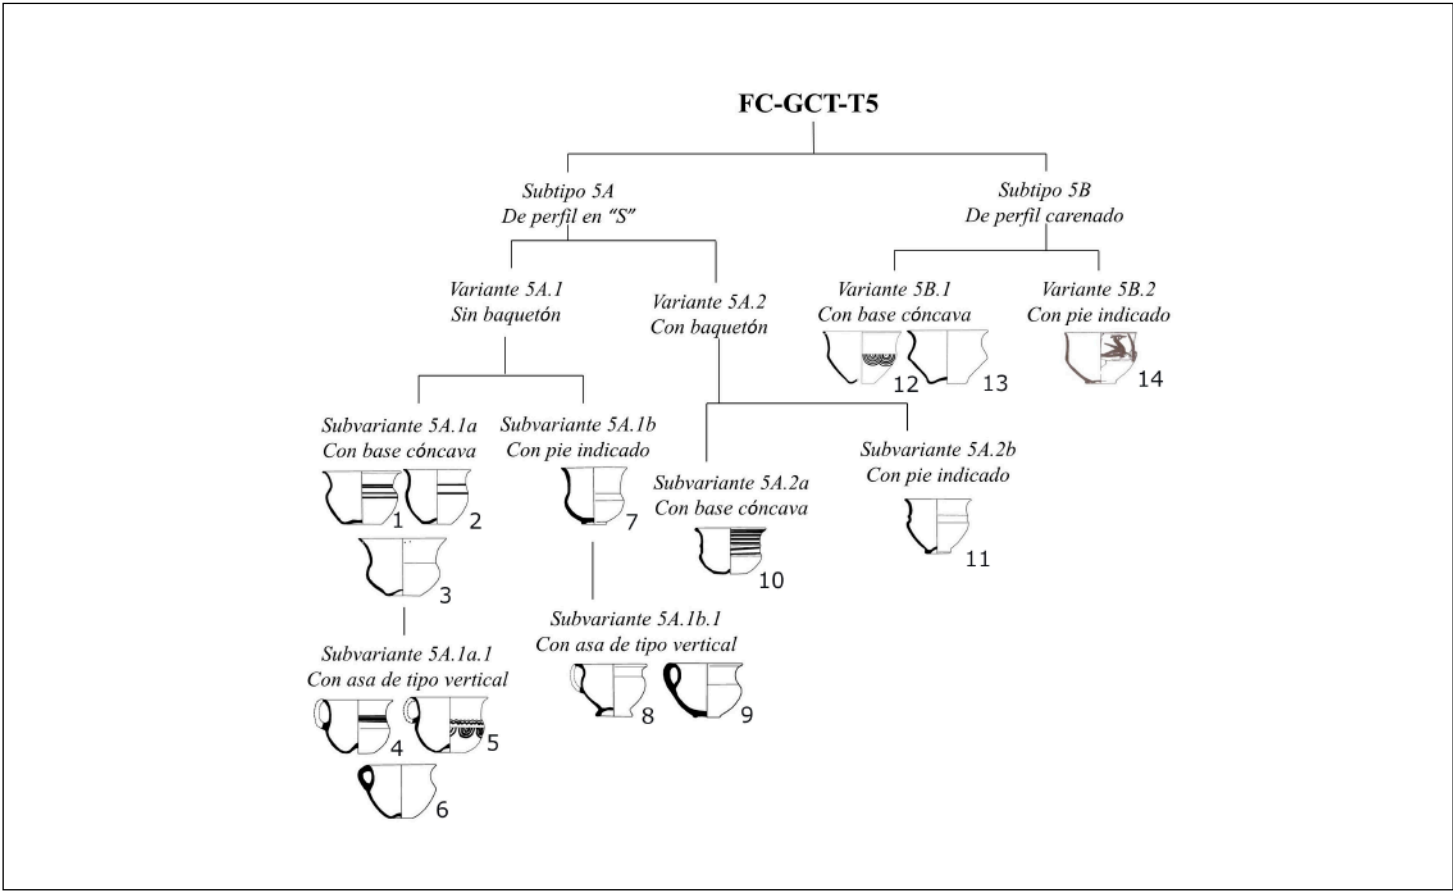 FC-GCT-T5
Subtipo 5A
De perfil en “S”
Subtipo 5B
De perfil carenado
Variante 5A.1
Sin baquetón
Variante 5A.2
Con baquetón
Variante 5B.1
Con base cóncava
12
13
Variante 5B.2
Con pie indicado
14
Subvariante 5A.1a
Con base cóncava
1
2
3
Subvariante 5A.1b
Con pie indicado
7
Subvariante 5A.2a
Con base cóncava
10
Subvariante 5A.2b
Con pie indicado
11
Subvariante 5A.1a.1
Con asa de tipo vertical
4
5
6
Subvariante 5A.1b.1
Con asa de tipo vertical
8
9